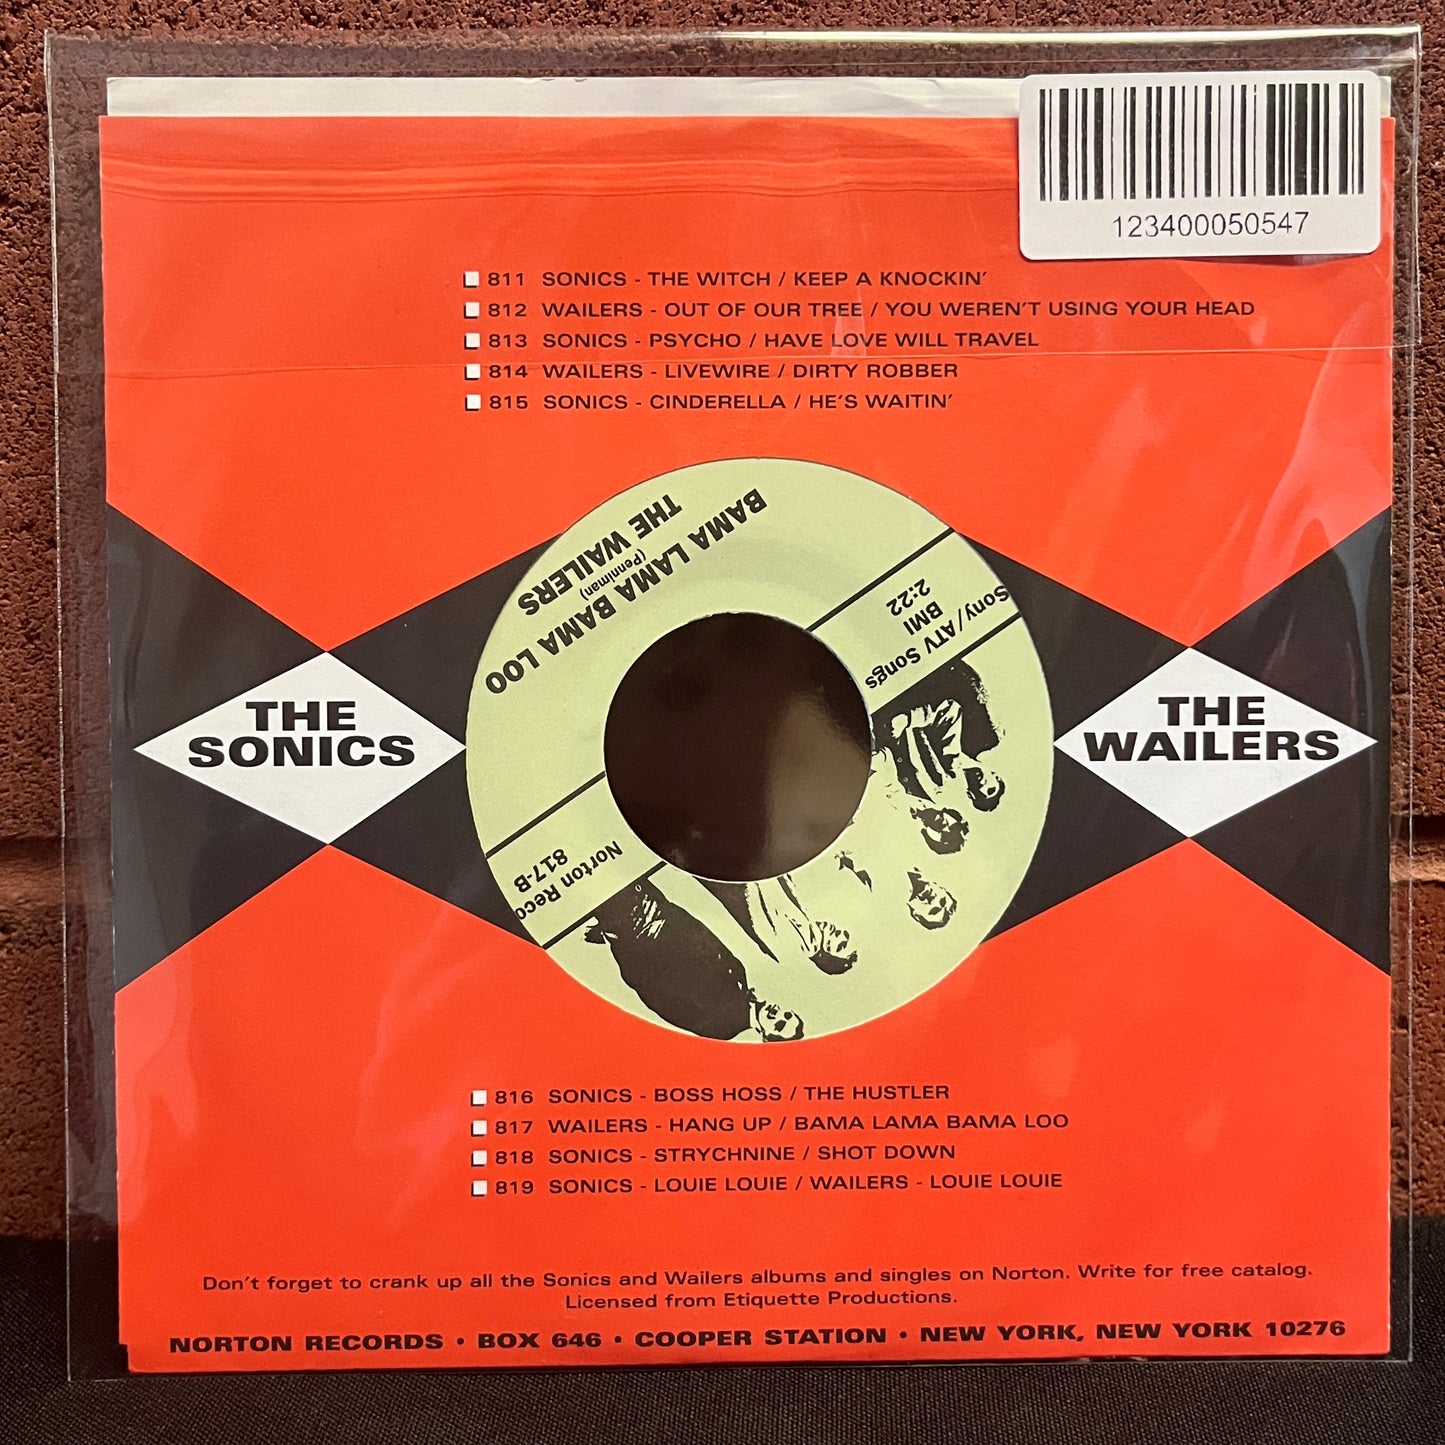 123400050547
811 SONICS - THE WITCH / KEEP A KNOCKIN'
812 WAILERS - OUT OF OUR TREE / YOU WEREN'T USING YOUR HEAD
813 SONICS - PSYCHO / HAVE LOVE WILL TRAVEL
814 WAILERS - LIVEWIRE / DIRTY ROBBER
815 SONICS - CINDERELLA / HE'S WAITIN'
BAMA LAMA BAMA LOO
(Penniman)
THE WAILERS
Sony/ATV Songs
BMI
2:22
Norton Reco
817-B
THE
SONICS
THE
WAILERS
816 SONICS - BOSS HOSS / THE HUSTLER
817 WAILERS - HANG UP / BAMA LAMA BAMA LOO
818 SONICS - STRYCHNINE / SHOT DOWN
819 SONICS - LOUIE LOUIE / WAILERS - LOUIE LOUIE
Don't forget to crank up all the Sonics and Wailers albums and singles on Norton. Write for free catalog.
Licensed from Etiquette Productions.
NORTON RECORDS • BOX 646 • COOPER STATION • NEW YORK, NEW YORK 10276